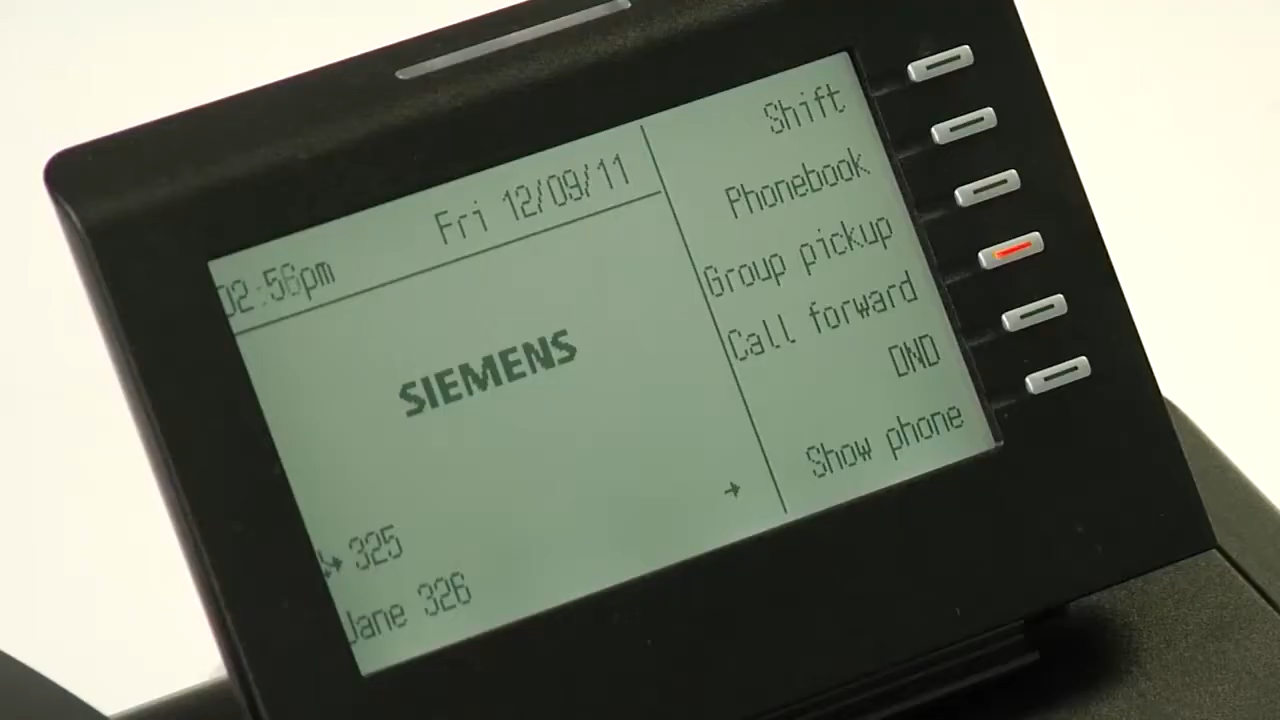 02:56pm Fri 12/09/11
SIEMENS
325
Jane 326
Shift
Phonebook
Group pickup
Call forward
DND
Show phone